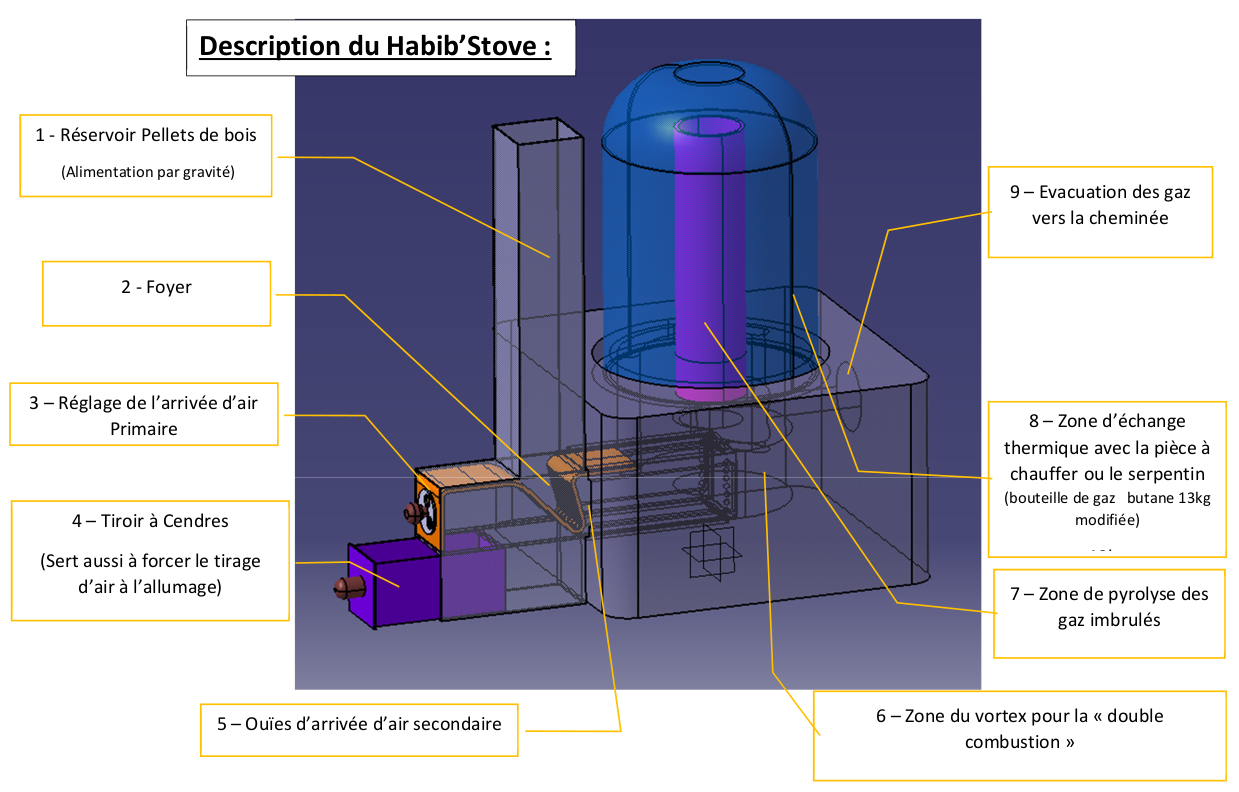 Description du Habib'Stove :
1 - Réservoir Pellets de bois
(Alimentation par gravité)
2 - Foyer
3 – Réglage de l'arrivée d'air
Primaire
4 – Tiroir à Cendres
(Sert aussi à forcer le tirage
d'air à l'allumage)
5 – Ouïes d'arrivée d'air secondaire
6 – Zone du vortex pour la « double
combustion »
7 – Zone de pyrolyse des
gaz imbrulés
8 – Zone d'échange
thermique avec la pièce à
chauffer ou le serpentin
(bouteille de gaz butane 13kg
modifiée)
9 – Evacuation des gaz
vers la cheminée